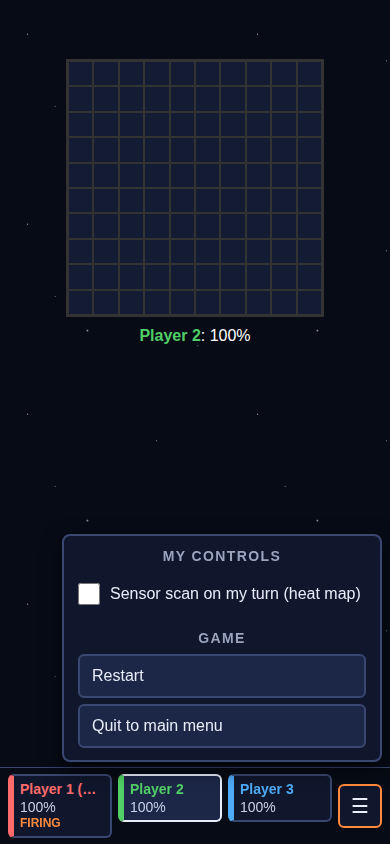 Player 2: 100%
MY CONTROLS
Sensor scan on my turn (heat map)
GAME
Restart
Quit to main menu
Player 1 (…
100%
FIRING
Player 2
100%
Player 3
100%
☰